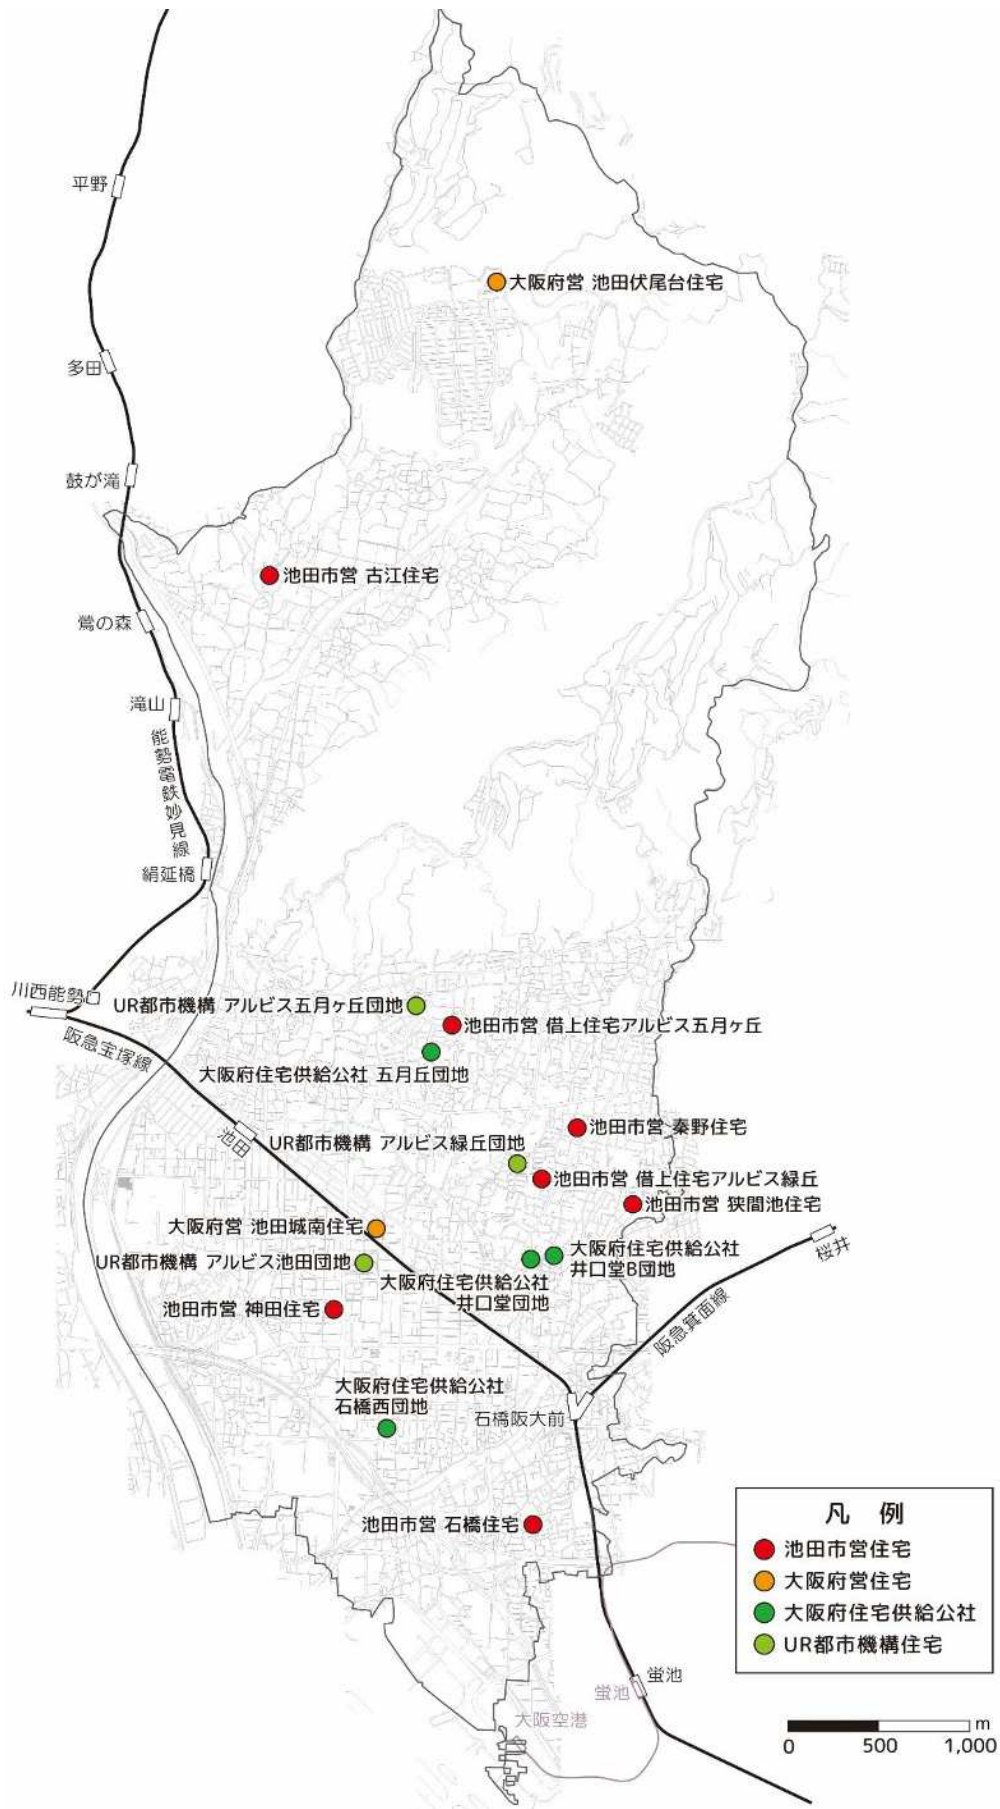 平野
大阪府営 池田伏尾台住宅
多田
鼓が滝
池田市営 古江住宅
鶯の森
滝山
能勢電鉄妙見線
絹延橋
川西能勢
UR都市機構 アルビス五月ヶ丘団地
池田市営 借上住宅アルビス五月ヶ丘
阪急宝塚線
大阪府住宅供給公社 五月丘団地
池田
池田市営 秦野住宅
UR都市機構 アルビス緑丘団地
池田市営 借上住宅アルビス緑丘
池田市営 狭間池住宅
大阪府営 池田城南住宅
UR都市機構 アルビス池田団地
大阪府住宅供給公社
井口堂B団地
桜井
大阪府住宅供給公社
井口堂団地
池田市営 神田住宅
阪急箕面線
大阪府住宅供給公社
石橋西団地
石橋阪大前
池田市営 石橋住宅
凡 例
池田市営住宅
大阪府営住宅
大阪府住宅供給公社
UR都市機構住宅
蛍池
蛍池
大阪空港
m
0 500 1,000